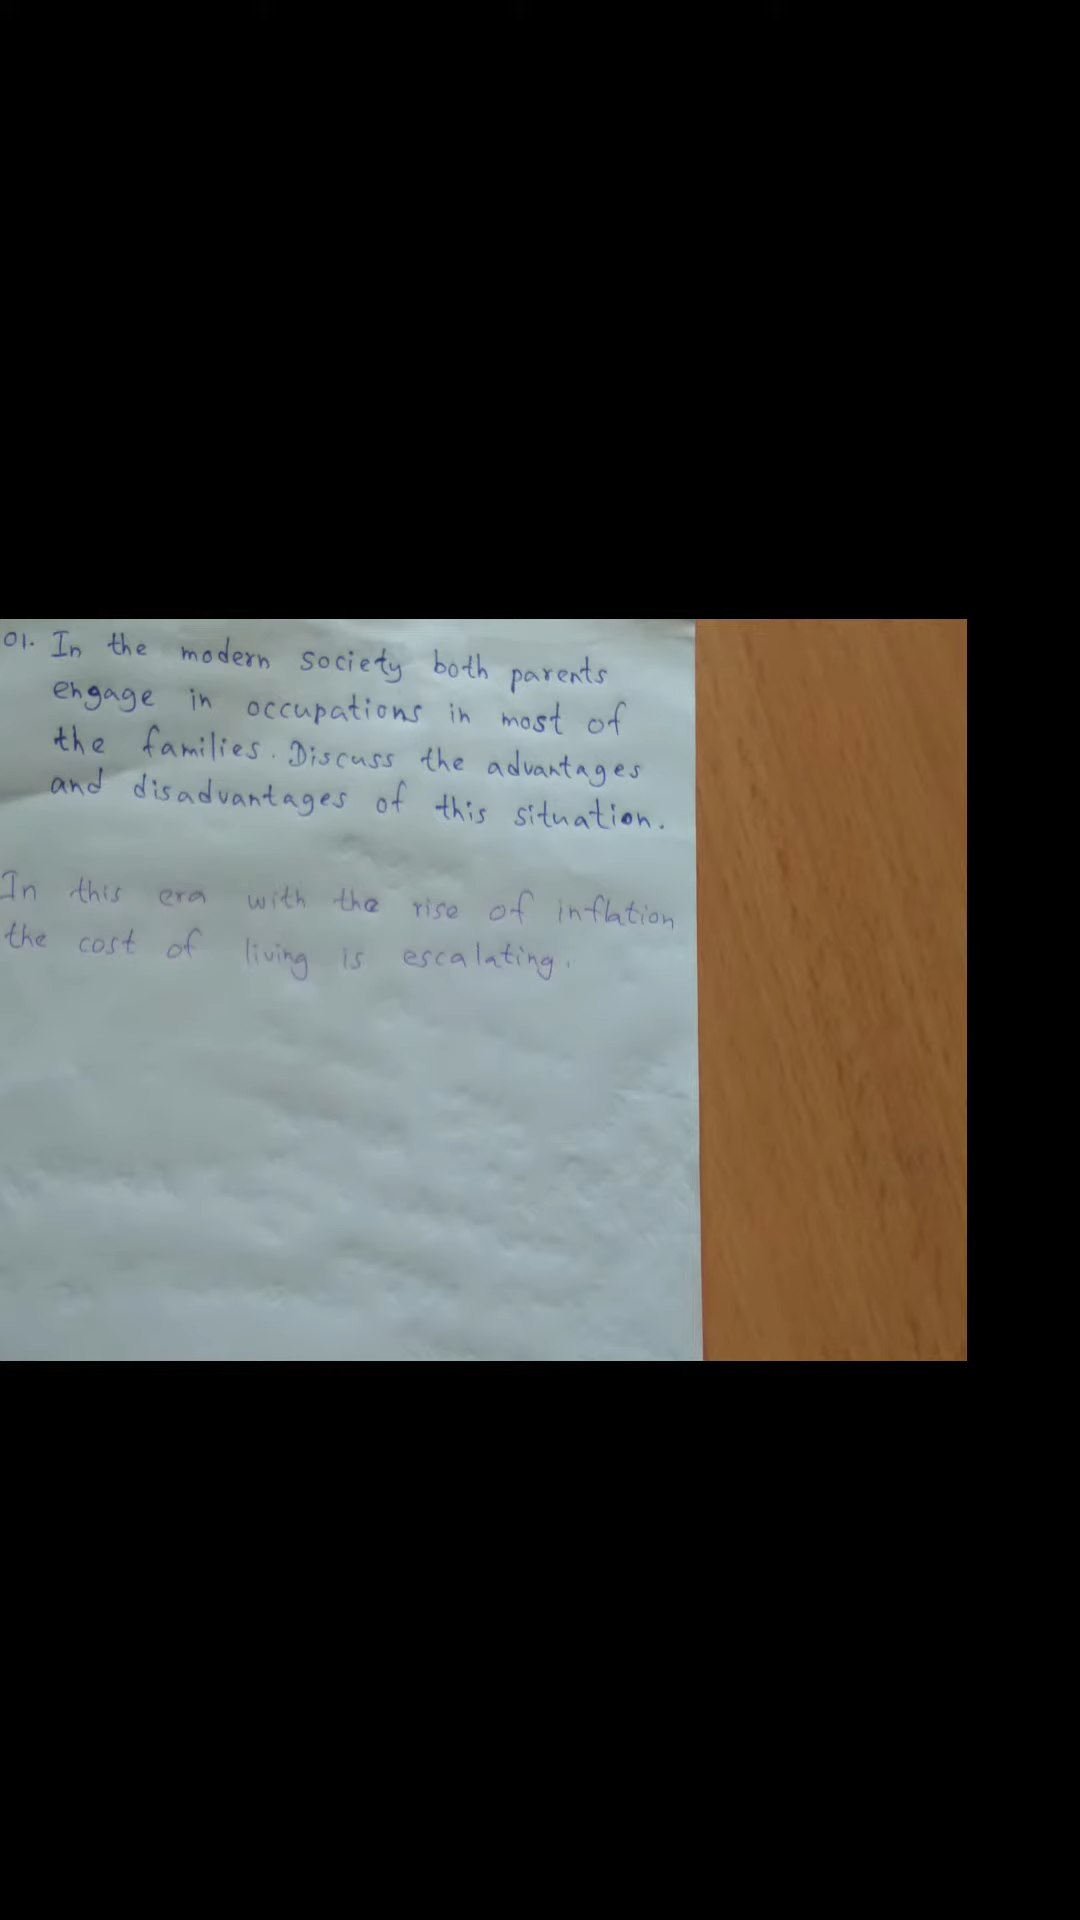 01. In the modern society both parents
engage in occupations in most of
the families. Discuss the advantages
and disadvantages of this situation.
In this era with the rise of inflation
the cost of living is escalating.